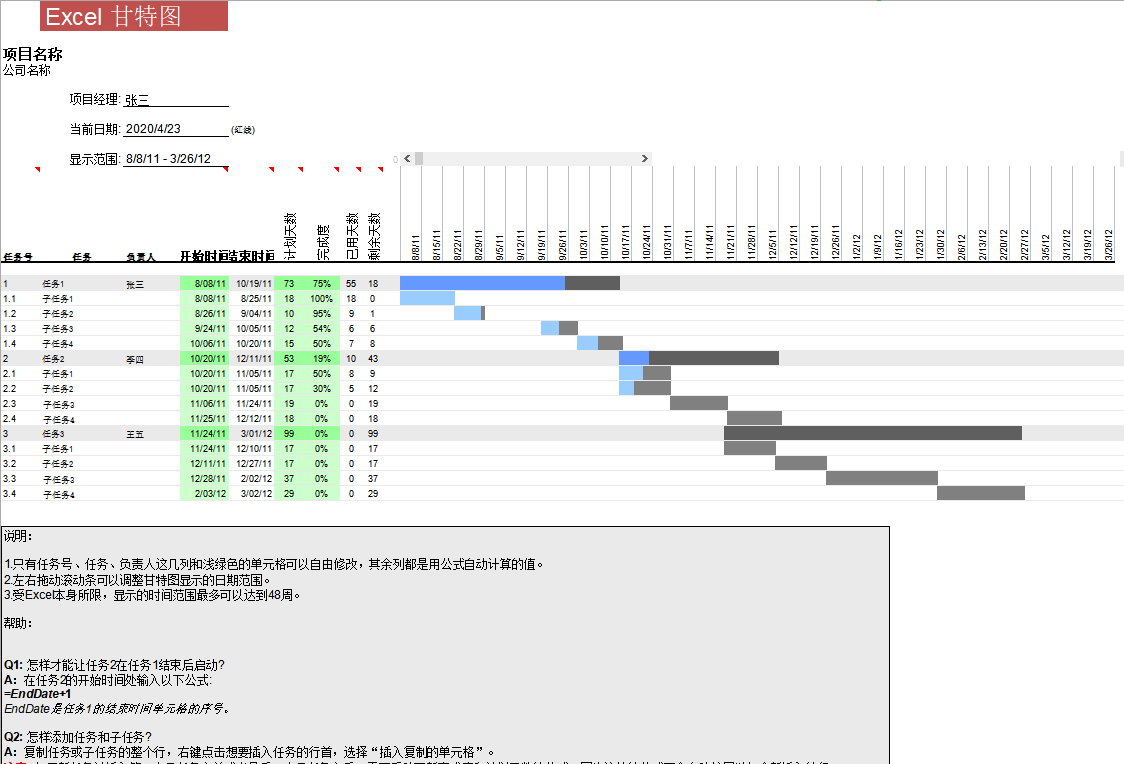 Excel 甘特图
项目名称
公司名称
项目经理: 张三
当前日期: 2020/4/23 (红线)
显示范围: 8/8/11 - 3/26/12
0
任务号 任务 负责人 开始时间 结束时间 计划天数 完成度 已用天数 剩余天数 8/8/11 8/15/11 8/22/11 8/29/11 9/5/11 9/12/11 9/19/11 9/26/11 10/3/11 10/10/11 10/17/11 10/24/11 10/31/11 11/7/11 11/14/11 11/21/11 11/28/11 12/5/11 12/12/11 12/19/11 12/26/11 1/2/12 1/9/12 1/16/12 1/23/12 1/30/12 2/6/12 2/13/12 2/20/12 2/27/12 3/5/12 3/12/12 3/19/12 3/26/12
1 任务1 张三 8/08/11 10/19/11 73 75% 55 18
1.1 子任务1 8/08/11 8/25/11 18 100% 18 0
1.2 子任务2 8/26/11 9/04/11 10 95% 9 1
1.3 子任务3 9/24/11 10/05/11 12 54% 6 6
1.4 子任务4 10/06/11 10/20/11 15 50% 7 8
2 任务2 李四 10/20/11 12/11/11 53 19% 10 43
2.1 子任务1 10/20/11 11/05/11 17 50% 8 9
2.2 子任务2 10/20/11 11/05/11 17 30% 5 12
2.3 子任务3 11/06/11 11/24/11 19 0% 0 19
2.4 子任务4 11/25/11 12/12/11 18 0% 0 18
3 任务3 王五 11/24/11 3/01/12 99 0% 0 99
3.1 子任务1 11/24/11 12/10/11 17 0% 0 17
3.2 子任务2 12/11/11 12/27/11 17 0% 0 17
3.3 子任务3 12/28/11 2/02/12 37 0% 0 37
3.4 子任务4 2/03/12 3/02/12 29 0% 0 29
说明：
1.只有任务号、任务、负责人这几列和浅绿色的单元格可以自由修改，其余列都是用公式自动计算的值。
2.左右拖动滚动条可以调整甘特图显示的日期范围。
3.受Excel本身所限，显示的时间范围最多可以达到48周。
帮助：
Q1: 怎样才能让任务2在任务1结束后启动?
A：在任务2的开始时间处输入以下公式:
=EndDate+1
EndDate是任务1的结束时间单元格的序号。
Q2: 怎样添加任务和子任务?
A：复制任务或子任务的整个行，右键点击想要插入任务的行首，选择“插入复制的单元格”。